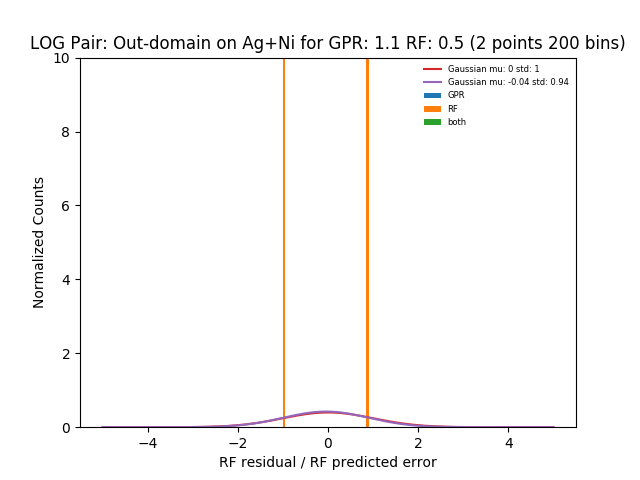 LOG Pair: Out-domain on Ag+Ni for GPR: 1.1 RF: 0.5 (2 points 200 bins)
10
8
6
4
2
0
Normalized Counts
Gaussian mu: 0 std: 1
Gaussian mu: -0.04 std: 0.94
GPR
RF
both
−4
−2
0
2
4
RF residual / RF predicted error